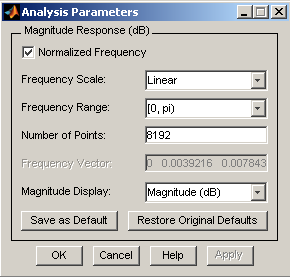 Analysis Parameters
Magnitude Response (dB)
Normalized Frequency
Frequency Scale: Linear
Frequency Range: [0, pi)
Number of Points: 8192
Frequency Vector: 0 0.0039216 0.007843
Magnitude Display: Magnitude (dB)
Save as Default Restore Original Defaults
OK Cancel Help Apply